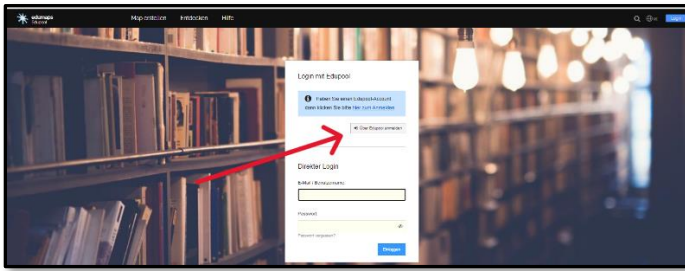 edumaps
Edupool
Map erstellen Entdecken Hilfe
Login
Login mit Edupool
Haben Sie einen Edupool-Account
dann klicken Sie bitte hier zum Anmelden
Über Edupool anmelden
Direkter Login
E-Mail / Benutzername
Passwort
Passwort vergessen?
Einloggen